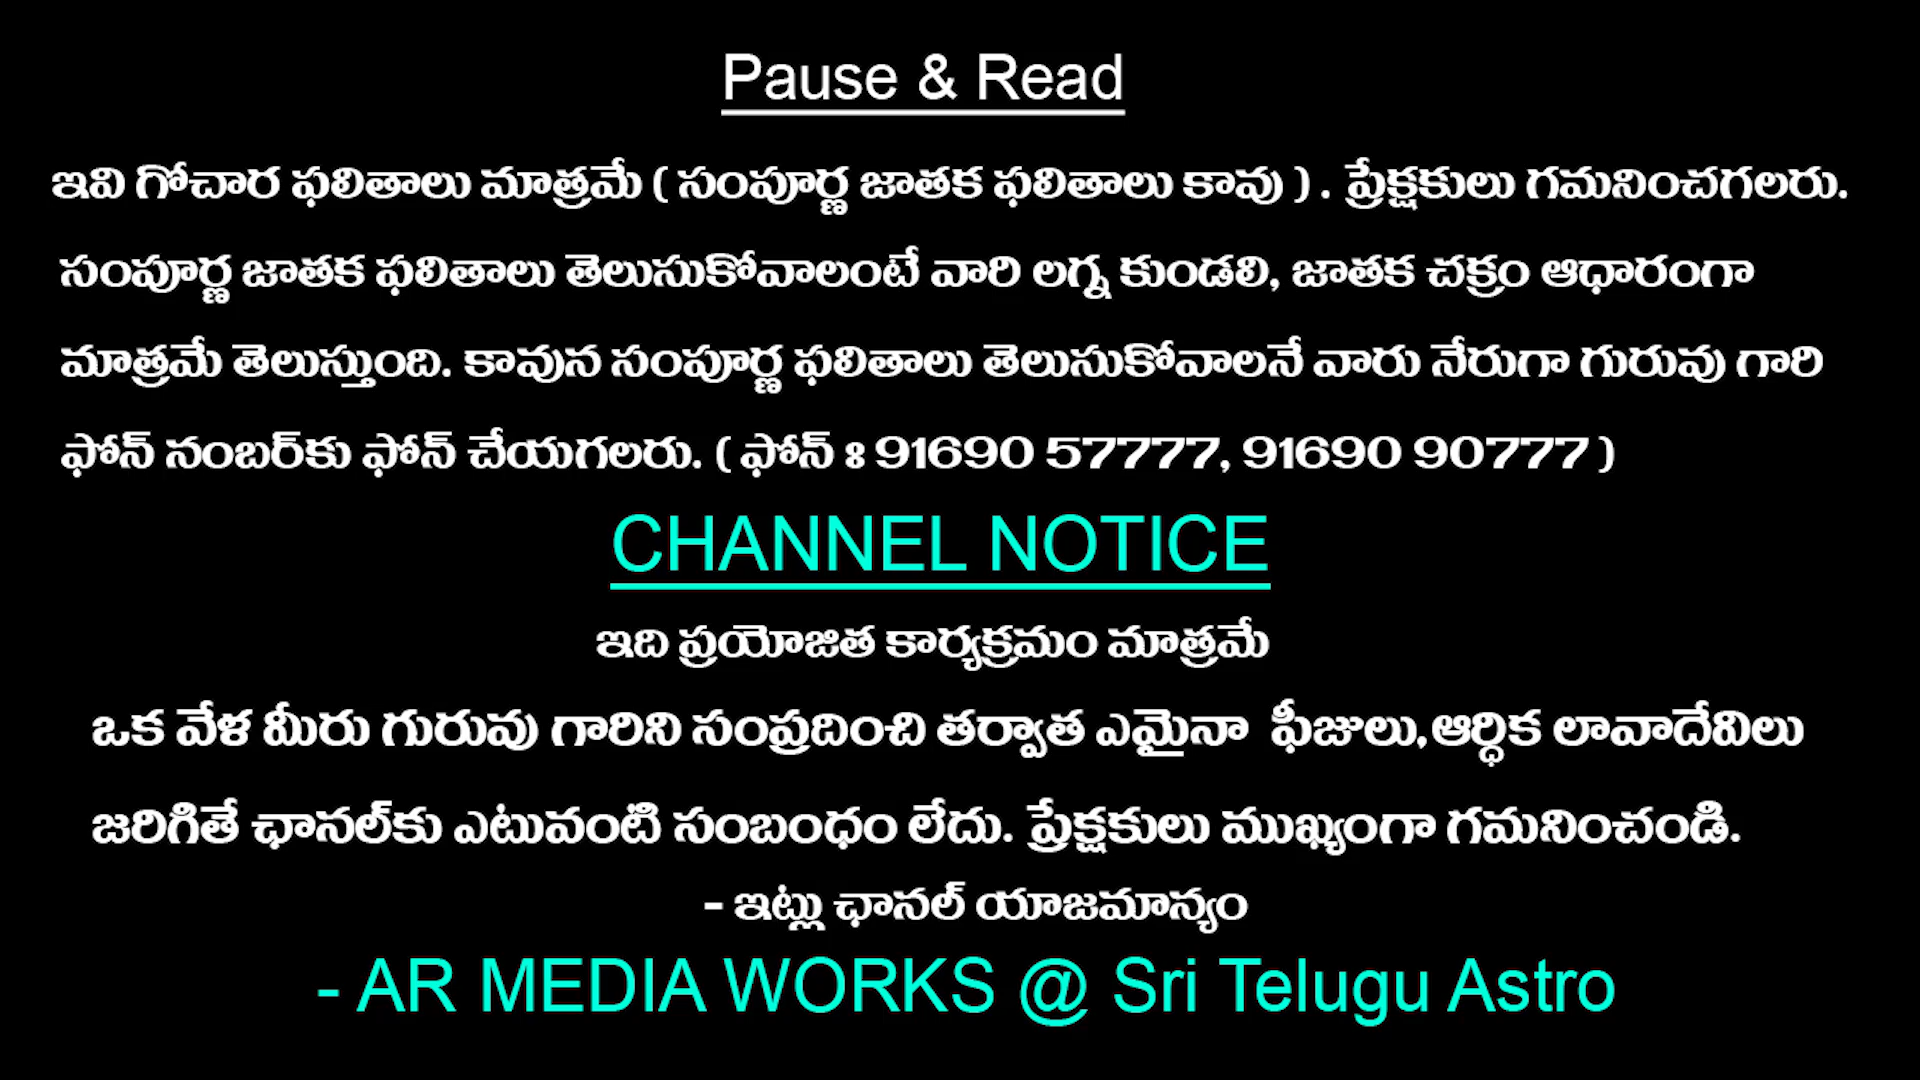 Pause & Read
ఇవి గోచార ఫలితాలు మాత్రమే ( సంపూర్ణ జాతక ఫలితాలు కావు ) . ప్రేక్షకులు గమనించగలరు.
సంపూర్ణ జాతక ఫలితాలు తెలుసుకోవాలంటే వారి లగ్న కుండలి, జాతక చక్రం ఆధారంగా
మాత్రమే తెలుస్తుంది. కావున సంపూర్ణ ఫలితాలు తెలుసుకోవాలనే వారు నేరుగా గురువు గారి
ఫోన్ నంబర్‌కు ఫోన్ చేయగలరు. ( ఫోన్ : 91690 57777, 91690 90777 )
CHANNEL NOTICE
ఇది ప్రయోజిత కార్యక్రమం మాత్రమే
ఒక వేళ మీరు గురువు గారిని సంప్రదించి తర్వాత ఎమైనా ఫీజులు,ఆర్ధిక లావాదేవిలు
జరిగితే ఛానల్‌కు ఎటువంటి సంబంధం లేదు. ప్రేక్షకులు ముఖ్యంగా గమనించండి.
- ఇట్లు ఛానల్ యాజమాన్యం
- AR MEDIA WORKS @ Sri Telugu Astro